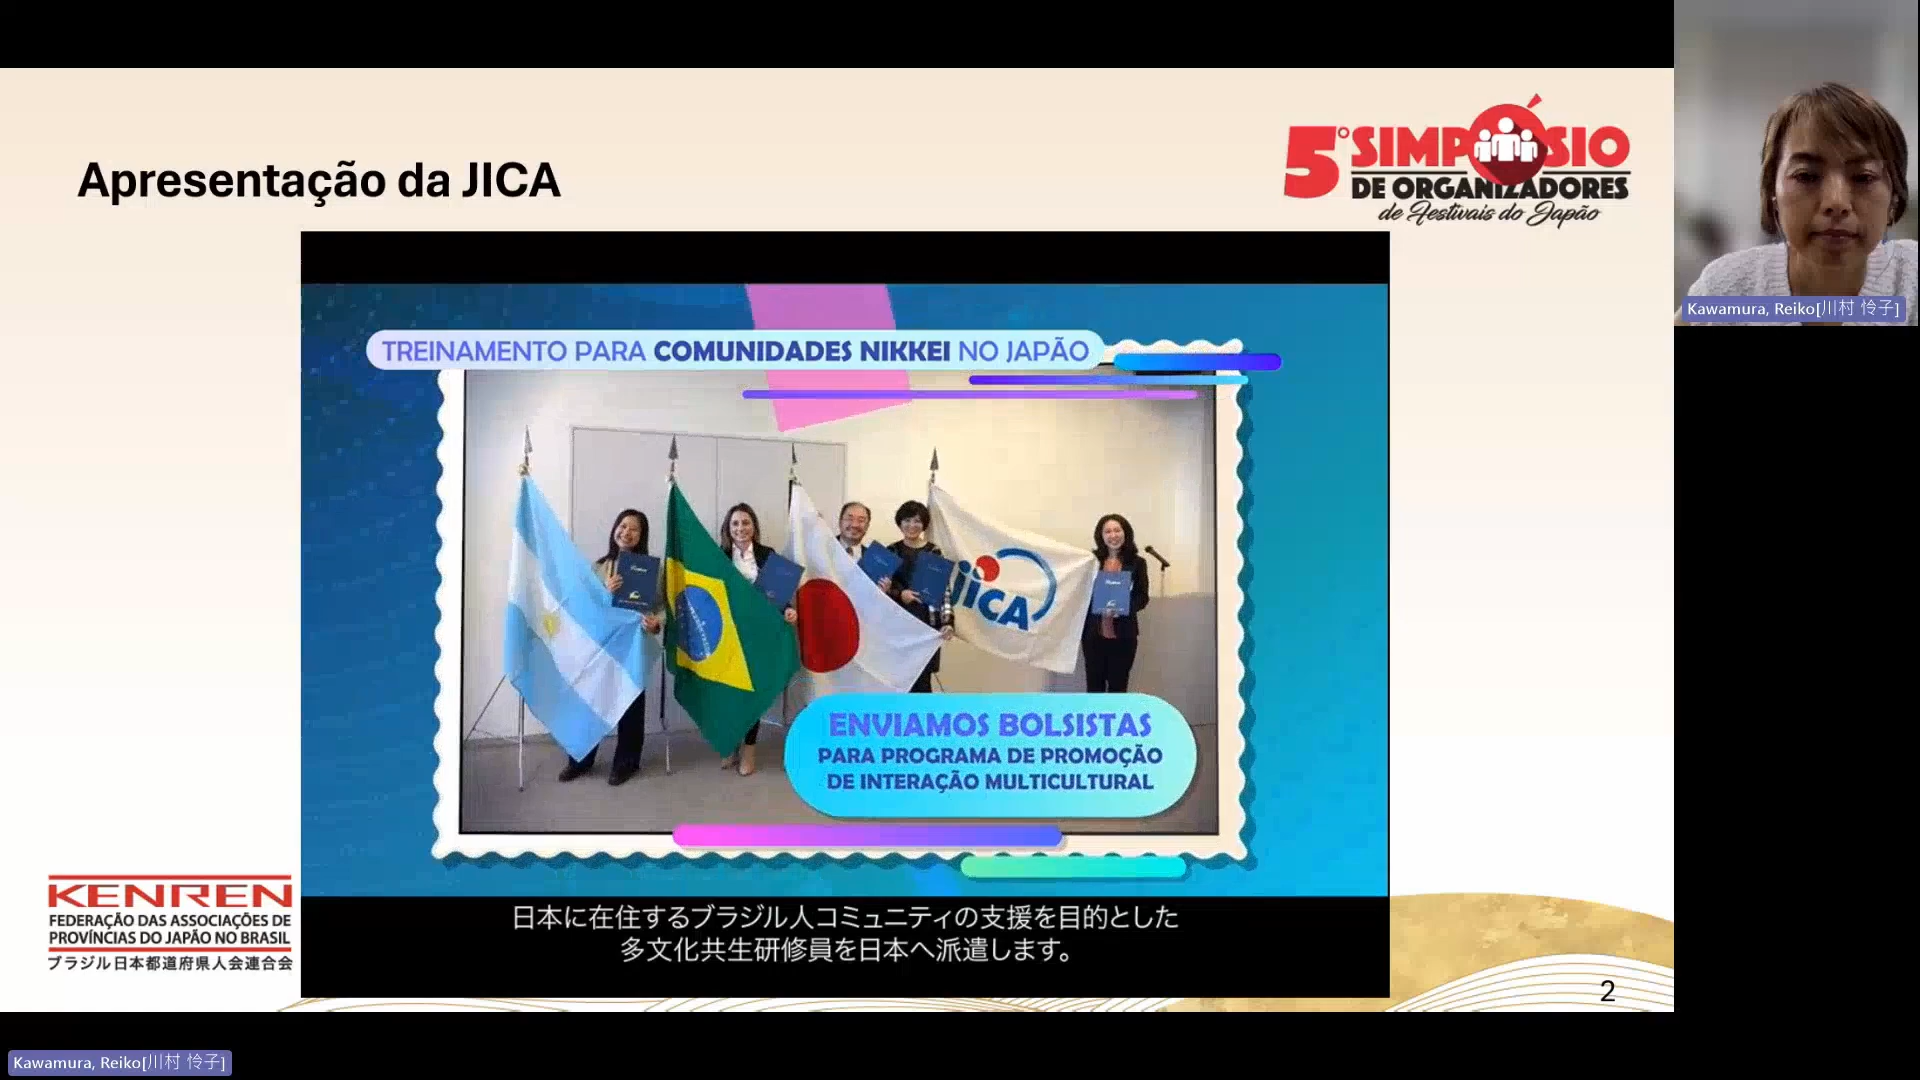 Apresentação da JICA
5º SIMPÓSIO
DE ORGANIZADORES
de Festivais do Japão
TREINAMENTO PARA COMUNIDADES NIKKEI NO JAPÃO
JICA
ENVIAMOS BOLSISTAS
PARA PROGRAMA DE PROMOÇÃO
DE INTERAÇÃO MULTICULTURAL
日本に在住するブラジル人コミュニティの支援を目的とした
多文化共生研修員を日本へ派遣します。
KENREN
FEDERAÇÃO DAS ASSOCIAÇÕES DE
PROVÍNCIAS DO JAPÃO NO BRASIL
ブラジル日本都道府県人会連合会
2
Kawamura, Reiko[川村 怜子]
Kawamura, Reiko[川村 怜子]